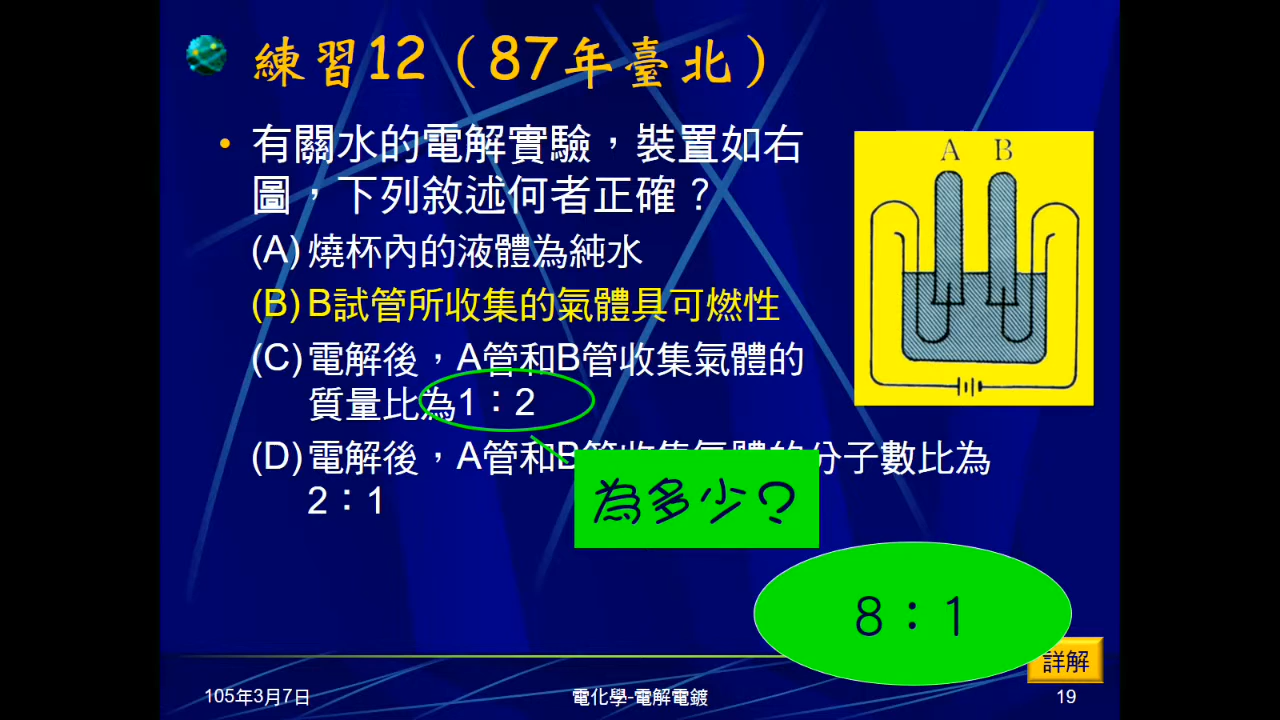 練習12（87年臺北）
• 有關水的電解實驗，裝置如右
圖，下列敘述何者正確？
(A) 燒杯內的液體為純水
(B) B試管所收集的氣體具可燃性
(C) 電解後，A管和B管收集氣體的
質量比為1：2
(D) 電解後，A管和B管收集氣體的分子數比為
2：1
A B
為多少？
8：1
詳解
105年3月7日
電化學-電解電鍍
19